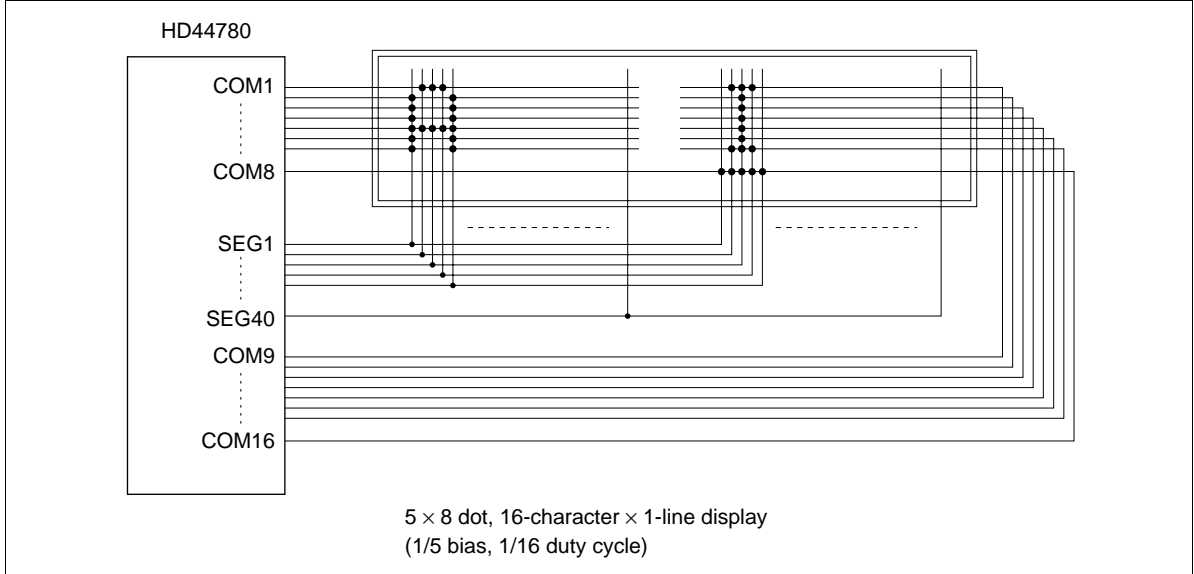 HD44780
COM1
COM8
SEG1
SEG40
COM9
COM16
5 × 8 dot, 16-character × 1-line display
(1/5 bias, 1/16 duty cycle)